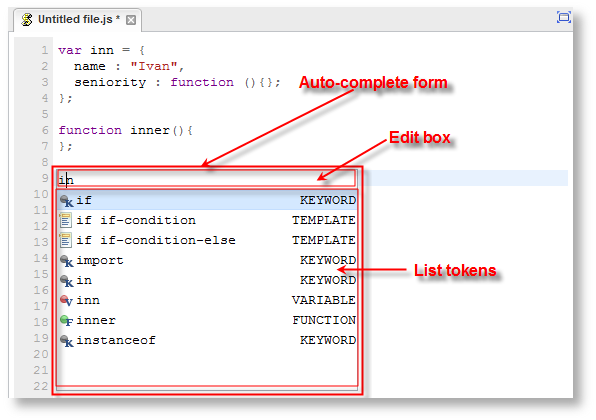 Untitled file.js *
1 var inn = {
2 name : "Ivan",
3 seniority : function (){};
4 };
5
6 function inner(){
7 };
8
9 in
10 if KEYWORD
11 if if-condition TEMPLATE
12 if if-condition-else TEMPLATE
13
14 import KEYWORD
15 in KEYWORD
16 inn VARIABLE
17 inner FUNCTION
18
19 instanceof KEYWORD
20
21
22
Auto-complete form
Edit box
List tokens